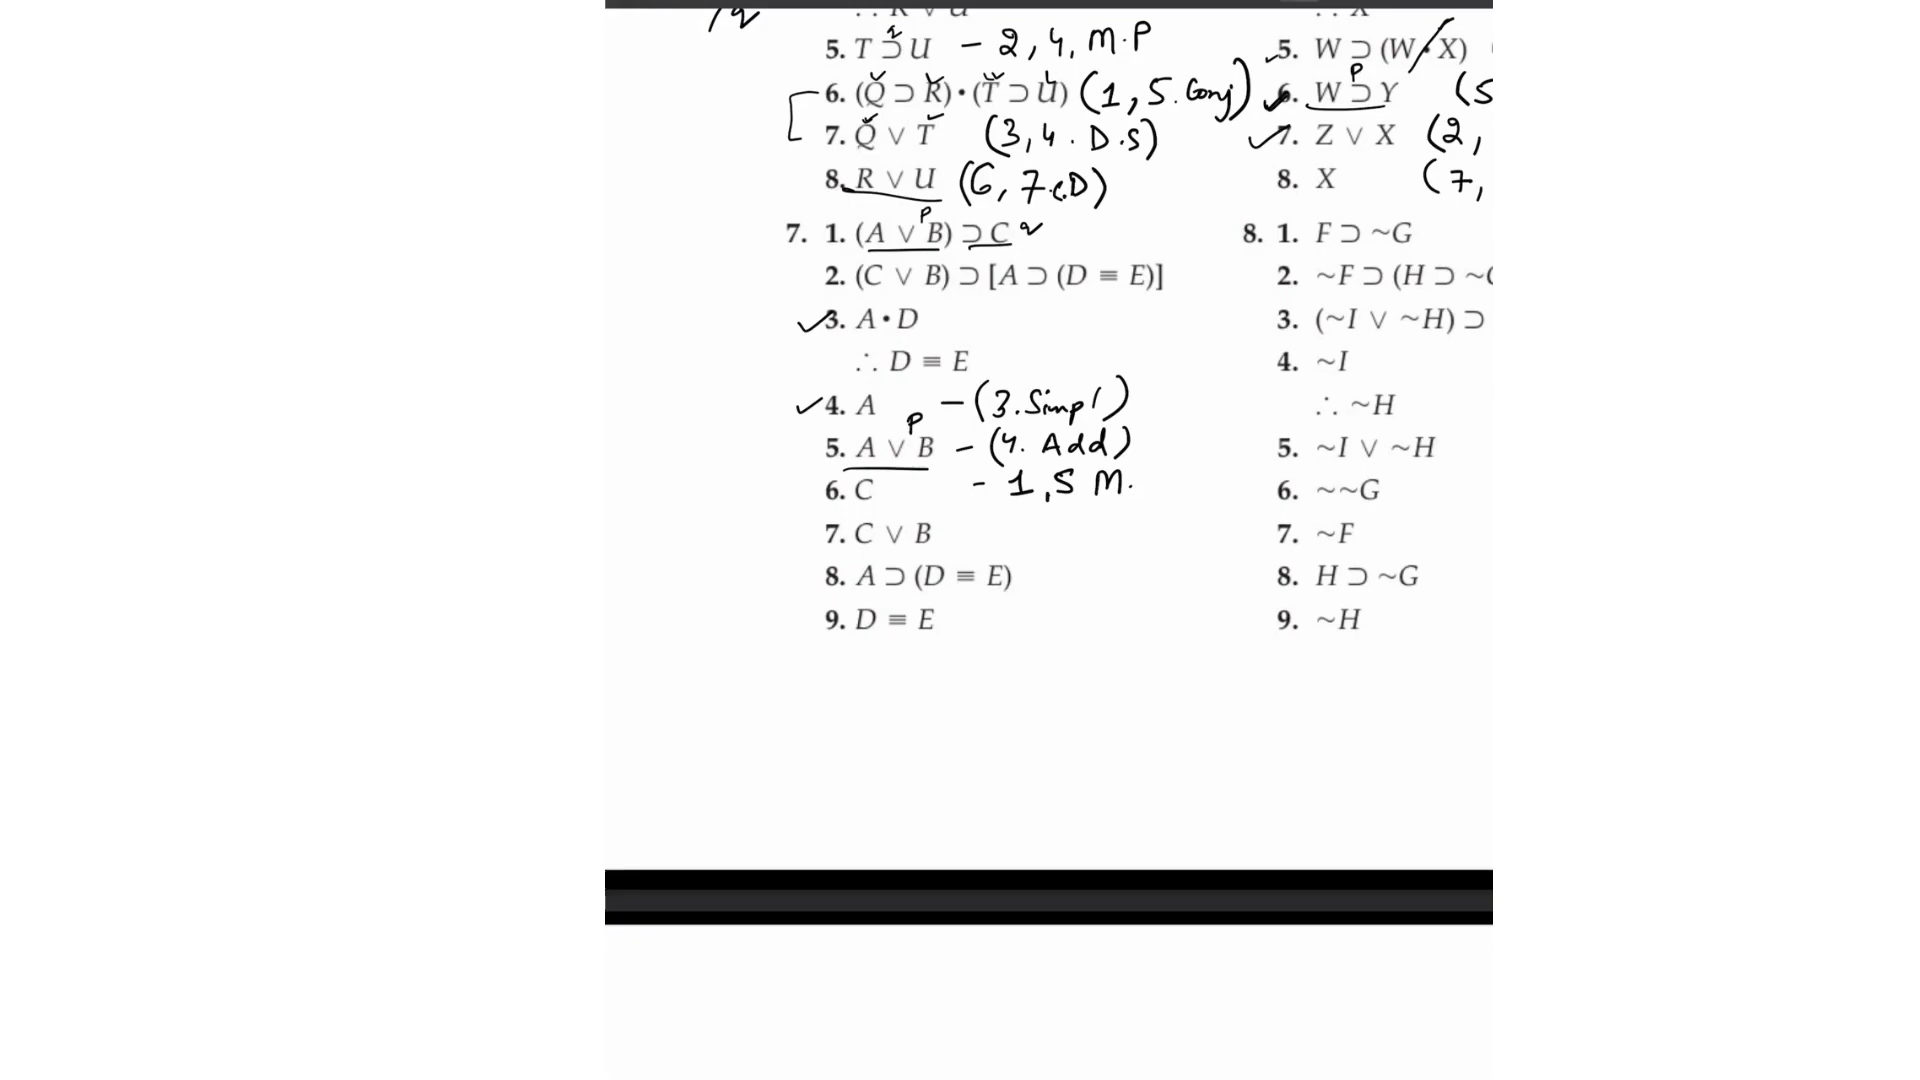 5. T ⊃ U – 2, 4, M.P
6. (Q ⊃ R) • (T ⊃ U) (1, 5. Conj)
7. Q ∨ T (3, 4. D.S)
8. R ∨ U (6, 7.C.D)
7. 1. (A ∨ B) ⊃ C
2. (C ∨ B) ⊃ [A ⊃ (D ≡ E)]
3. A • D
∴ D ≡ E
4. A – (3. Simpl)
5. A ∨ B – (4. Add)
6. C - 1, 5 M.
7. C ∨ B
8. A ⊃ (D ≡ E)
9. D ≡ E
5. W ⊃ (W • X)
6. W ⊃ Y (5
7. Z ∨ X (2,
8. X (7,
8. 1. F ⊃ ~G
2. ~F ⊃ (H ⊃ ~
3. (~I ∨ ~H) ⊃
4. ~I
∴ ~H
5. ~I ∨ ~H
6. ~~G
7. ~F
8. H ⊃ ~G
9. ~H